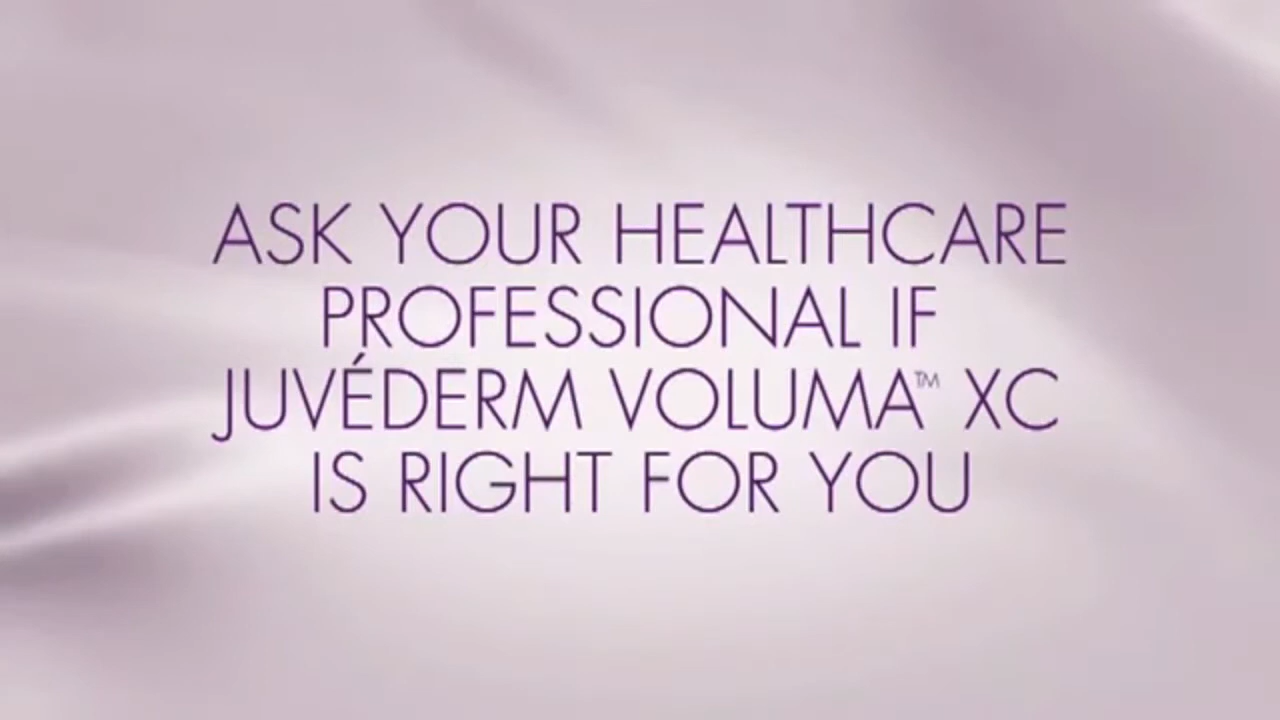 ASK YOUR HEALTHCARE
PROFESSIONAL IF
JUVÉDERM VOLUMA™ XC
IS RIGHT FOR YOU